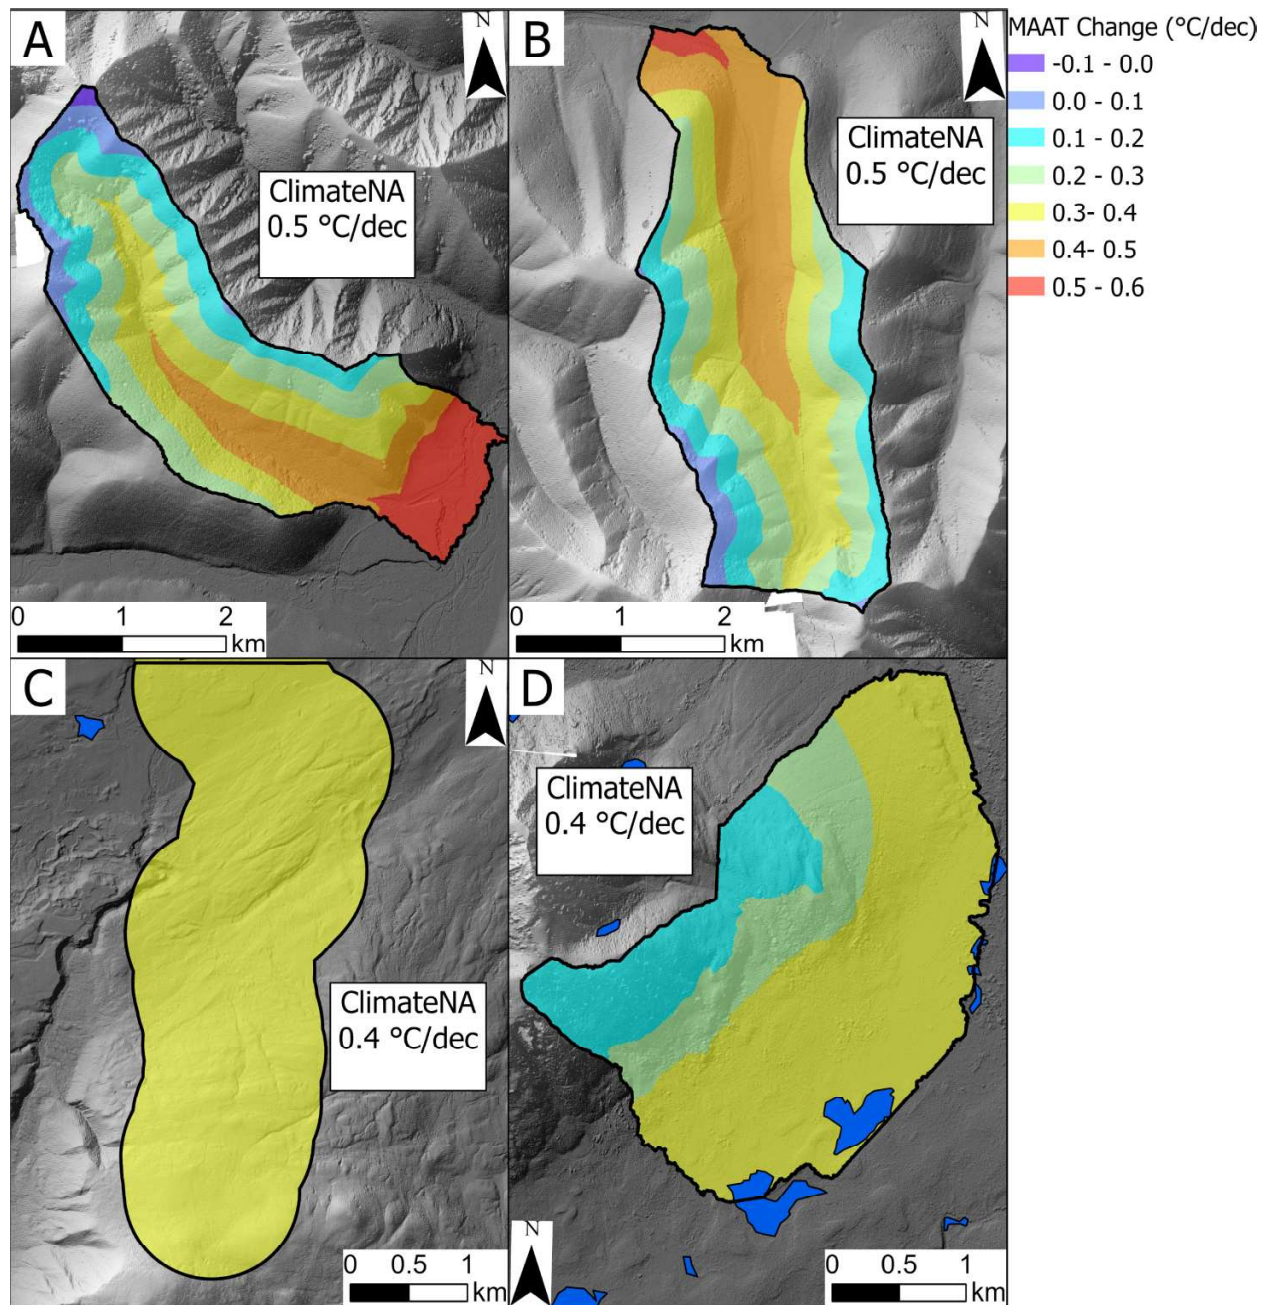 A
N
ClimateNA
0.5 °C/dec
0 1 2
km
B
N
ClimateNA
0.5 °C/dec
0 1 2
km
MAAT Change (°C/dec)
-0.1 - 0.0
0.0 - 0.1
0.1 - 0.2
0.2 - 0.3
0.3- 0.4
0.4- 0.5
0.5 - 0.6
C
N
ClimateNA
0.4 °C/dec
0 0.5 1
km
D
ClimateNA
0.4 °C/dec
N
0 0.5 1
km